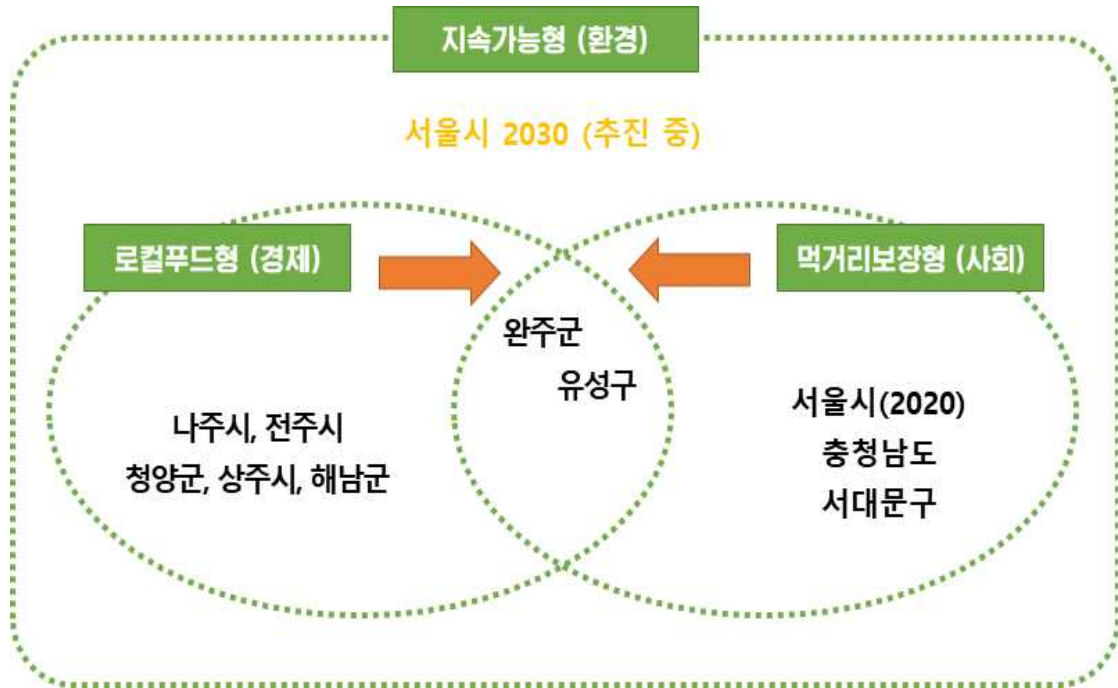 지속가능형 (환경)
서울시 2030 (추진 중)
로컬푸드형 (경제)
먹거리보장형 (사회)
완주군
유성구
나주시, 전주시
청양군, 상주시, 해남군
서울시(2020)
충청남도
서대문구